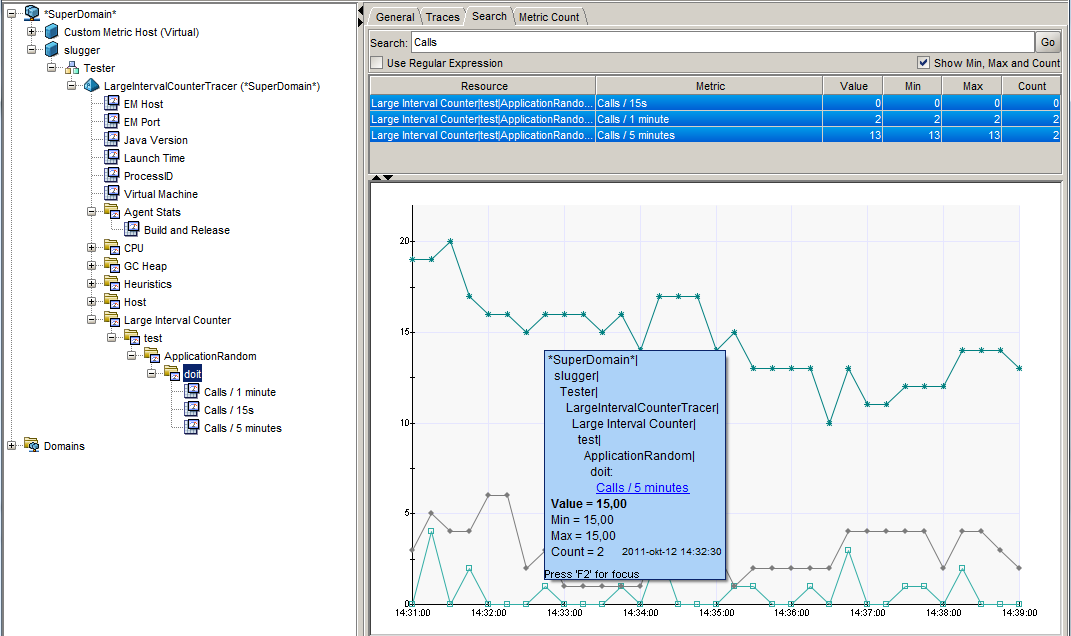 *SuperDomain*
Custom Metric Host (Virtual)
slugger
Tester
LargeIntervalCounterTracer (*SuperDomain*)
EM Host
EM Port
Java Version
Launch Time
ProcessID
Virtual Machine
Agent Stats
Build and Release
CPU
GC Heap
Heuristics
Host
Large Interval Counter
test
ApplicationRandom
doit
Calls / 1 minute
Calls / 15s
Calls / 5 minutes
Domains
General Traces Search Metric Count
Search: Calls Go
Use Regular Expression Show Min, Max and Count
Resource Metric Value Min Max Count
Large Interval Counter|test|ApplicationRando... Calls / 15s 0 0 0 0
Large Interval Counter|test|ApplicationRando... Calls / 1 minute 2 2 2 2
Large Interval Counter|test|ApplicationRando... Calls / 5 minutes 13 13 13 2
20
15
10
5
0
*SuperDomain*|
slugger|
Tester|
LargeIntervalCounterTracer|
Large Interval Counter|
test|
ApplicationRandom|
doit:
Calls / 5 minutes
Value = 15,00
Min = 15,00
Max = 15,00
Count = 2 2011-okt-12 14:32:30
Press 'F2' for focus
14:31:00 14:32:00 14:33:00 14:34:00 14:35:00 14:36:00 14:37:00 14:38:00 14:39:00